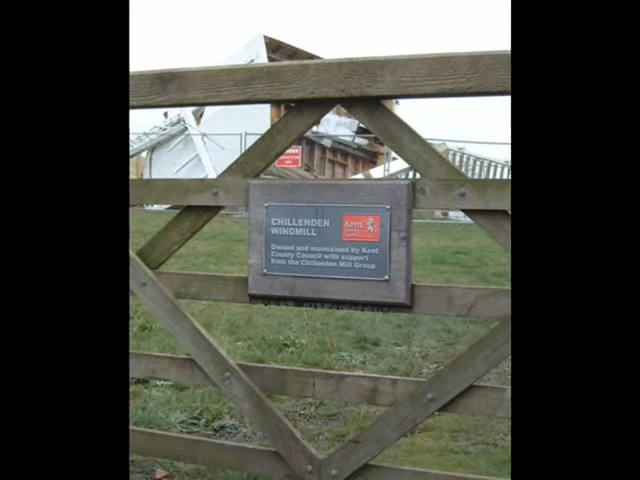 CHILLENDEN
WINDMILL
Kent
County
Council
Owned and maintained by Kent
County Council with support
from the Chillenden Mill Group